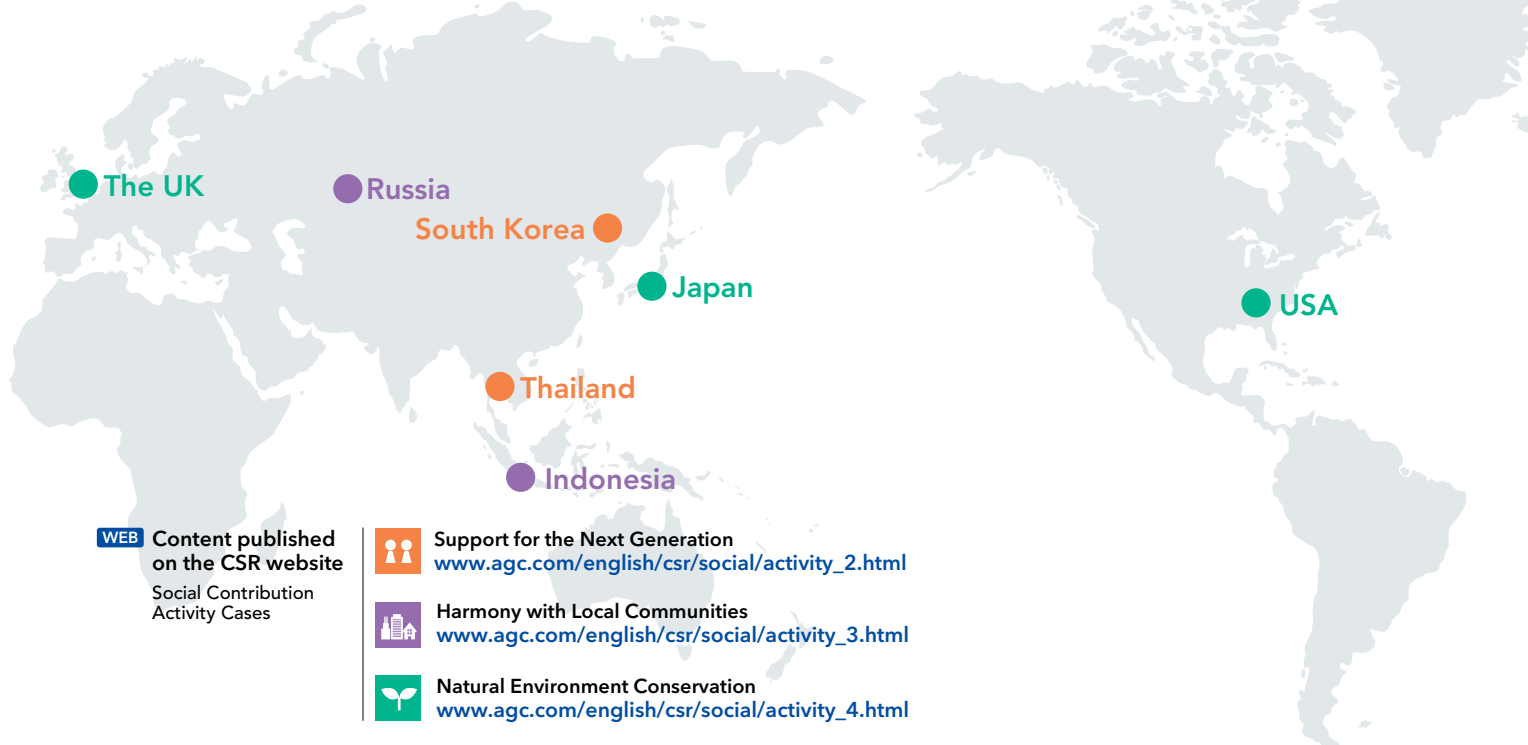 The UK
Russia
South Korea
Japan
USA
Thailand
Indonesia
WEB Content published
on the CSR website
Social Contribution
Activity Cases
Support for the Next Generation
www.agc.com/english/csr/social/activity_2.html
Harmony with Local Communities
www.agc.com/english/csr/social/activity_3.html
Natural Environment Conservation
www.agc.com/english/csr/social/activity_4.html